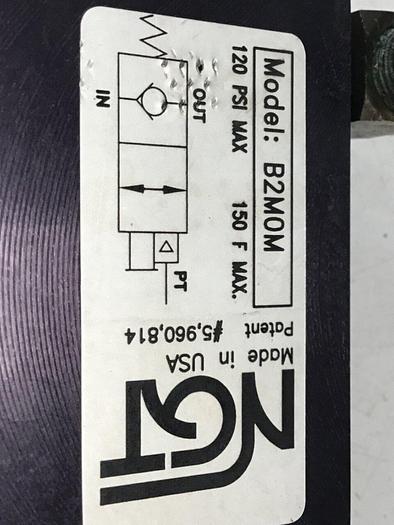 Model: B2M0M
120 PSI MAX 150 F MAX.
OUT
IN
PT
NGT
Made in USA
Patent #5,960,814